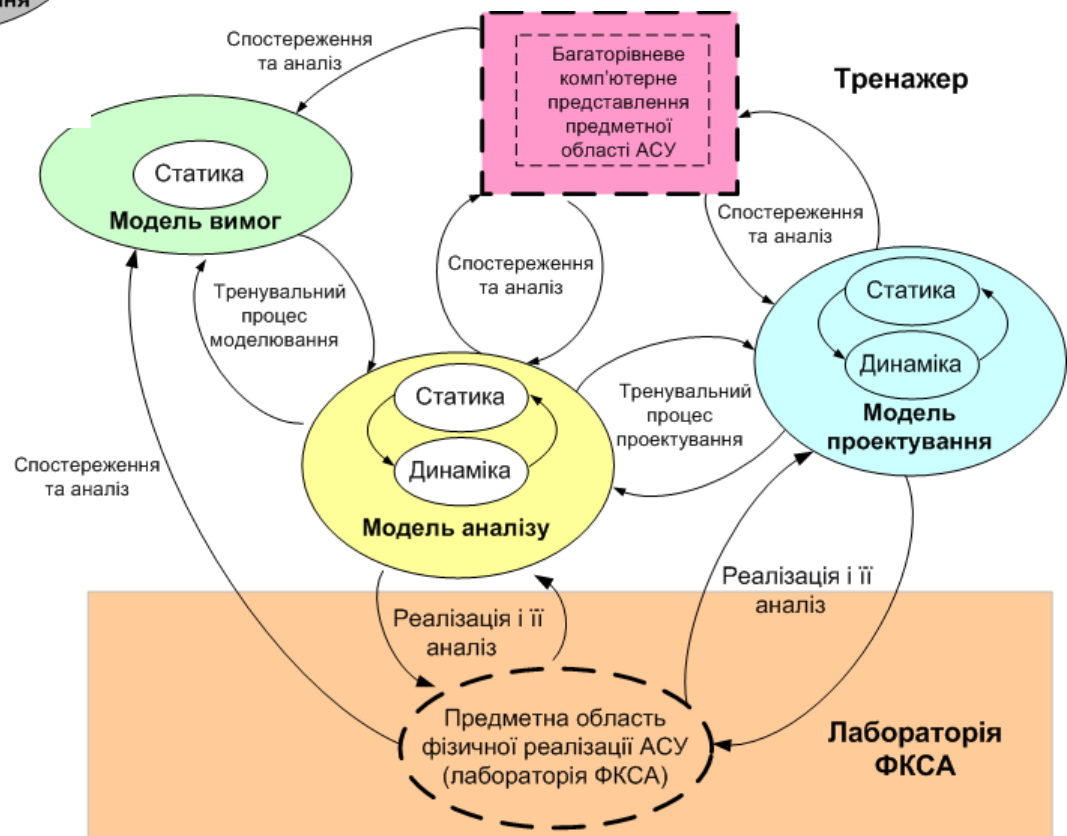 ння
Спостереження
та аналіз
Багаторівневе
комп'ютерне
представлення
предметної
області АСУ
Тренажер
Статика
Модель вимог
Спостереження
та аналіз
Спостереження
та аналіз
Тренувальний
процес
моделювання
Статика
Динаміка
Модель
проектування
Статика
Динаміка
Модель аналізу
Тренувальний
процес
проектування
Спостереження
та аналіз
Реалізація і її
аналіз
Реалізація і її
аналіз
Предметна область
фізичної реалізації АСУ
(лабораторія ФКСА)
Лабораторія
ФКСА